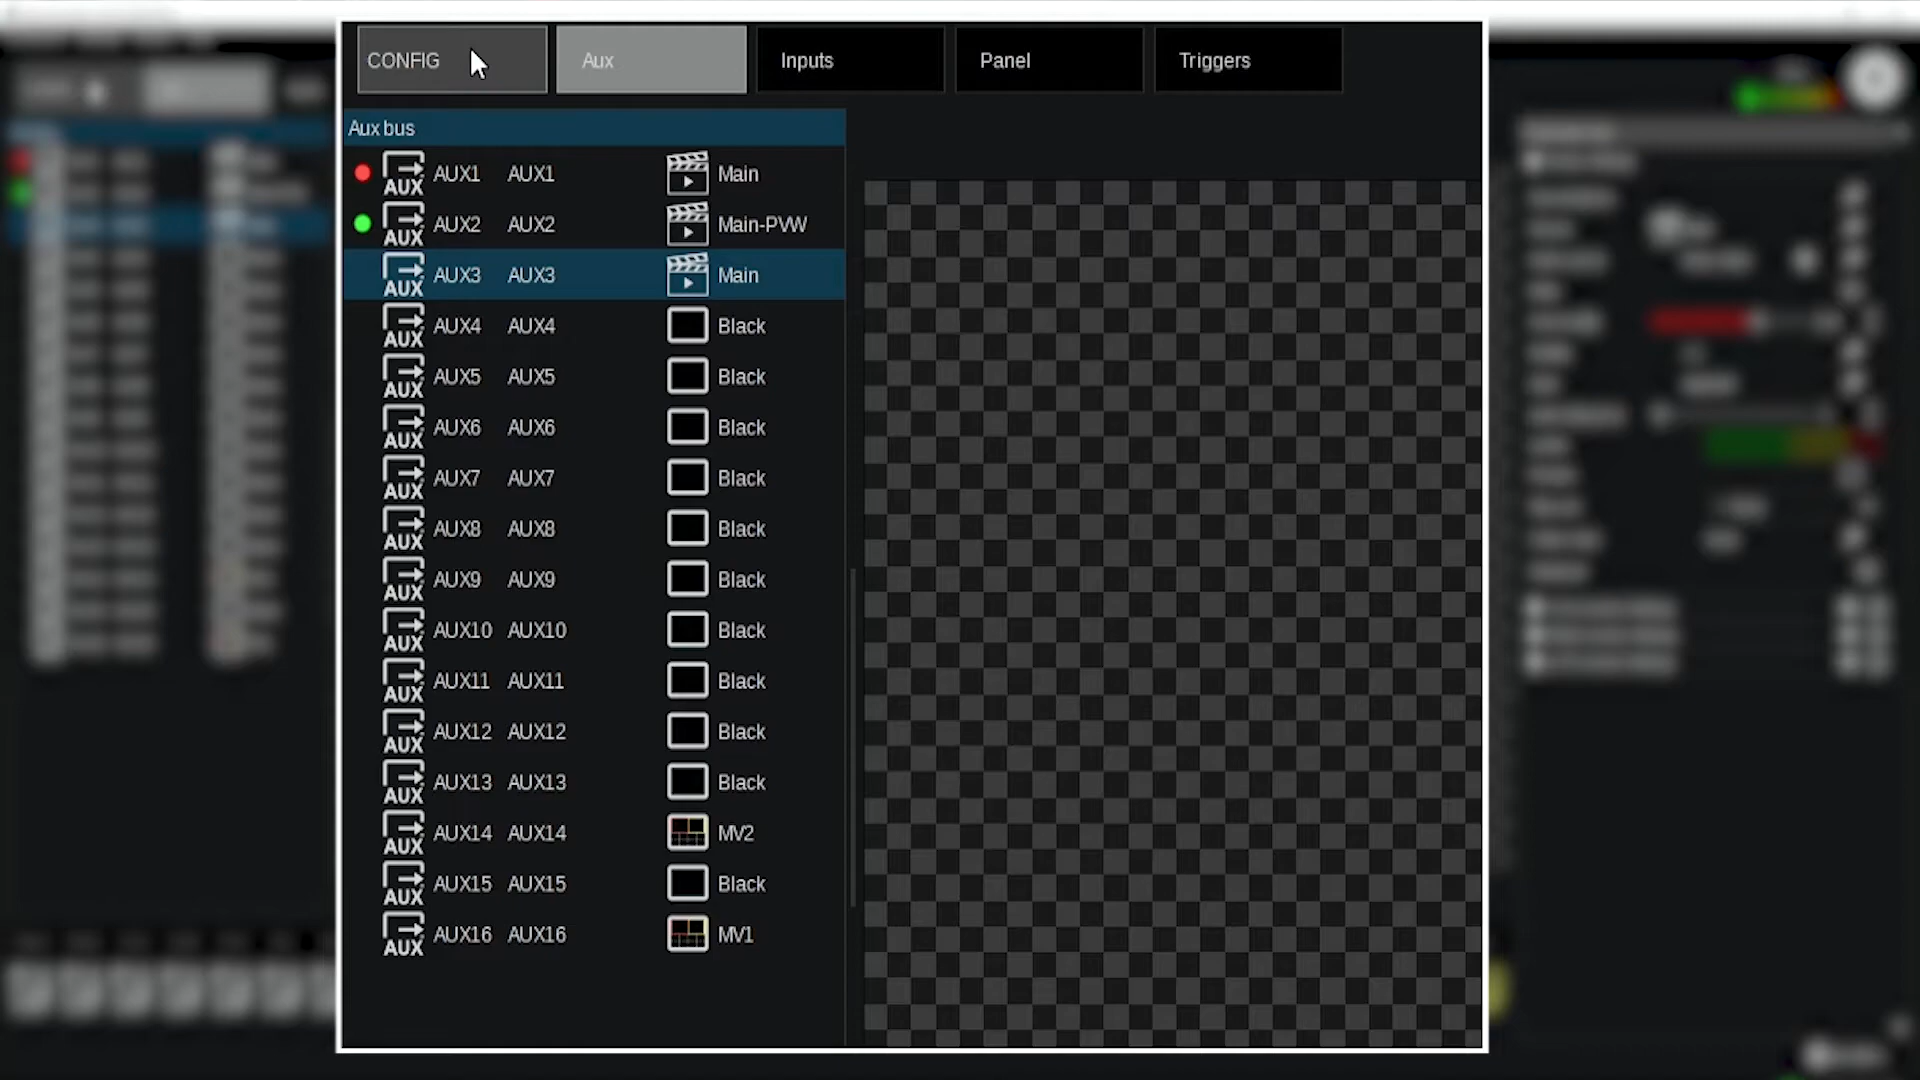 CONFIG Aux Inputs Panel Triggers
Aux bus
AUX AUX1 AUX1 Main
AUX AUX2 AUX2 Main-PVW
AUX AUX3 AUX3 Main
AUX AUX4 AUX4 Black
AUX AUX5 AUX5 Black
AUX AUX6 AUX6 Black
AUX AUX7 AUX7 Black
AUX AUX8 AUX8 Black
AUX AUX9 AUX9 Black
AUX AUX10 AUX10 Black
AUX AUX11 AUX11 Black
AUX AUX12 AUX12 Black
AUX AUX13 AUX13 Black
AUX AUX14 AUX14 MV2
AUX AUX15 AUX15 Black
AUX AUX16 AUX16 MV1